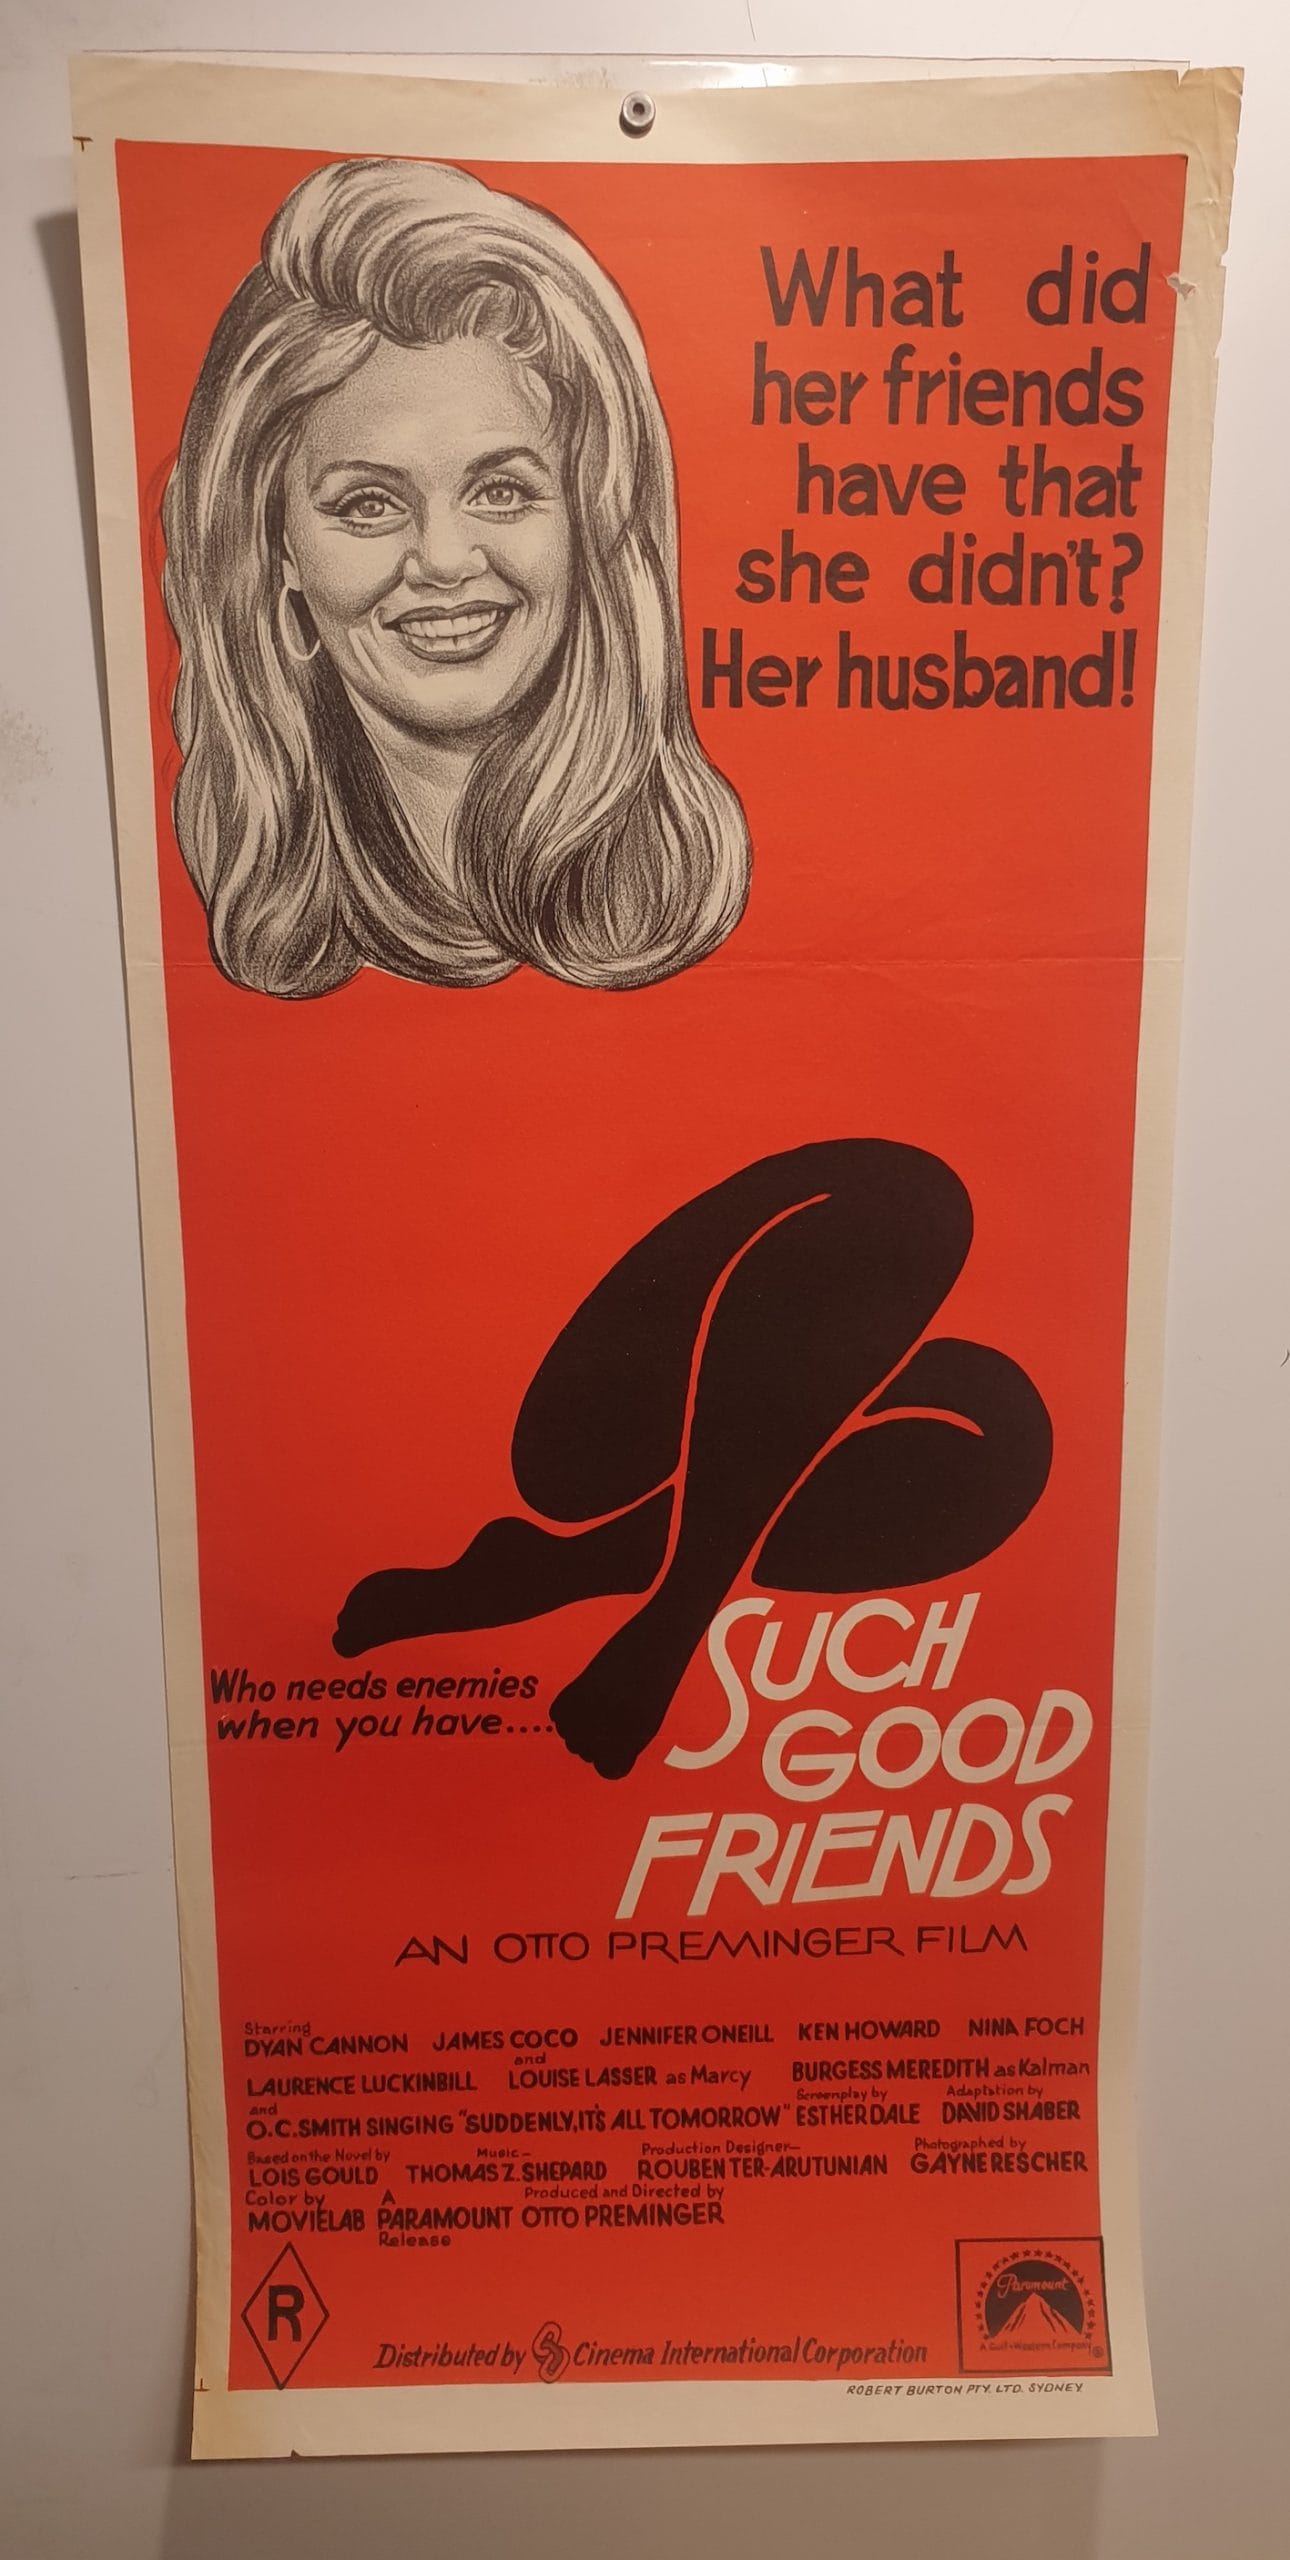 What did
her friends
have that
she didn't?
Her husband!
Who needs enemies
when you have....
SUCH
GOOD
FRIENDS
AN OTTO PREMINGER FILM
Starring
DYAN CANNON JAMES COCO JENNIFER ONEILL KEN HOWARD NINA FOCH
and
LAURENCE LUCKINBILL LOUISE LASSER as Marcy BURGESS MEREDITH as Kalman
and Screenplay by Adaptation by
O.C. SMITH SINGING "SUDDENLY, IT'S ALL TOMORROW" ESTHER DALE DAVID SHABER
Based on the Novel by Music- Production Designer- Photographed by
LOIS GOULD THOMAS Z. SHEPARD ROUBEN TER-ARUTUNIAN GAYNE RESCHER
Color by A Produced and Directed by
MOVIELAB PARAMOUNT OTTO PREMINGER
Release
R
Distributed by Cinema International Corporation
Paramount
A Gulf+Western Company
®
ROBERT BURTON PTY. LTD. SYDNEY